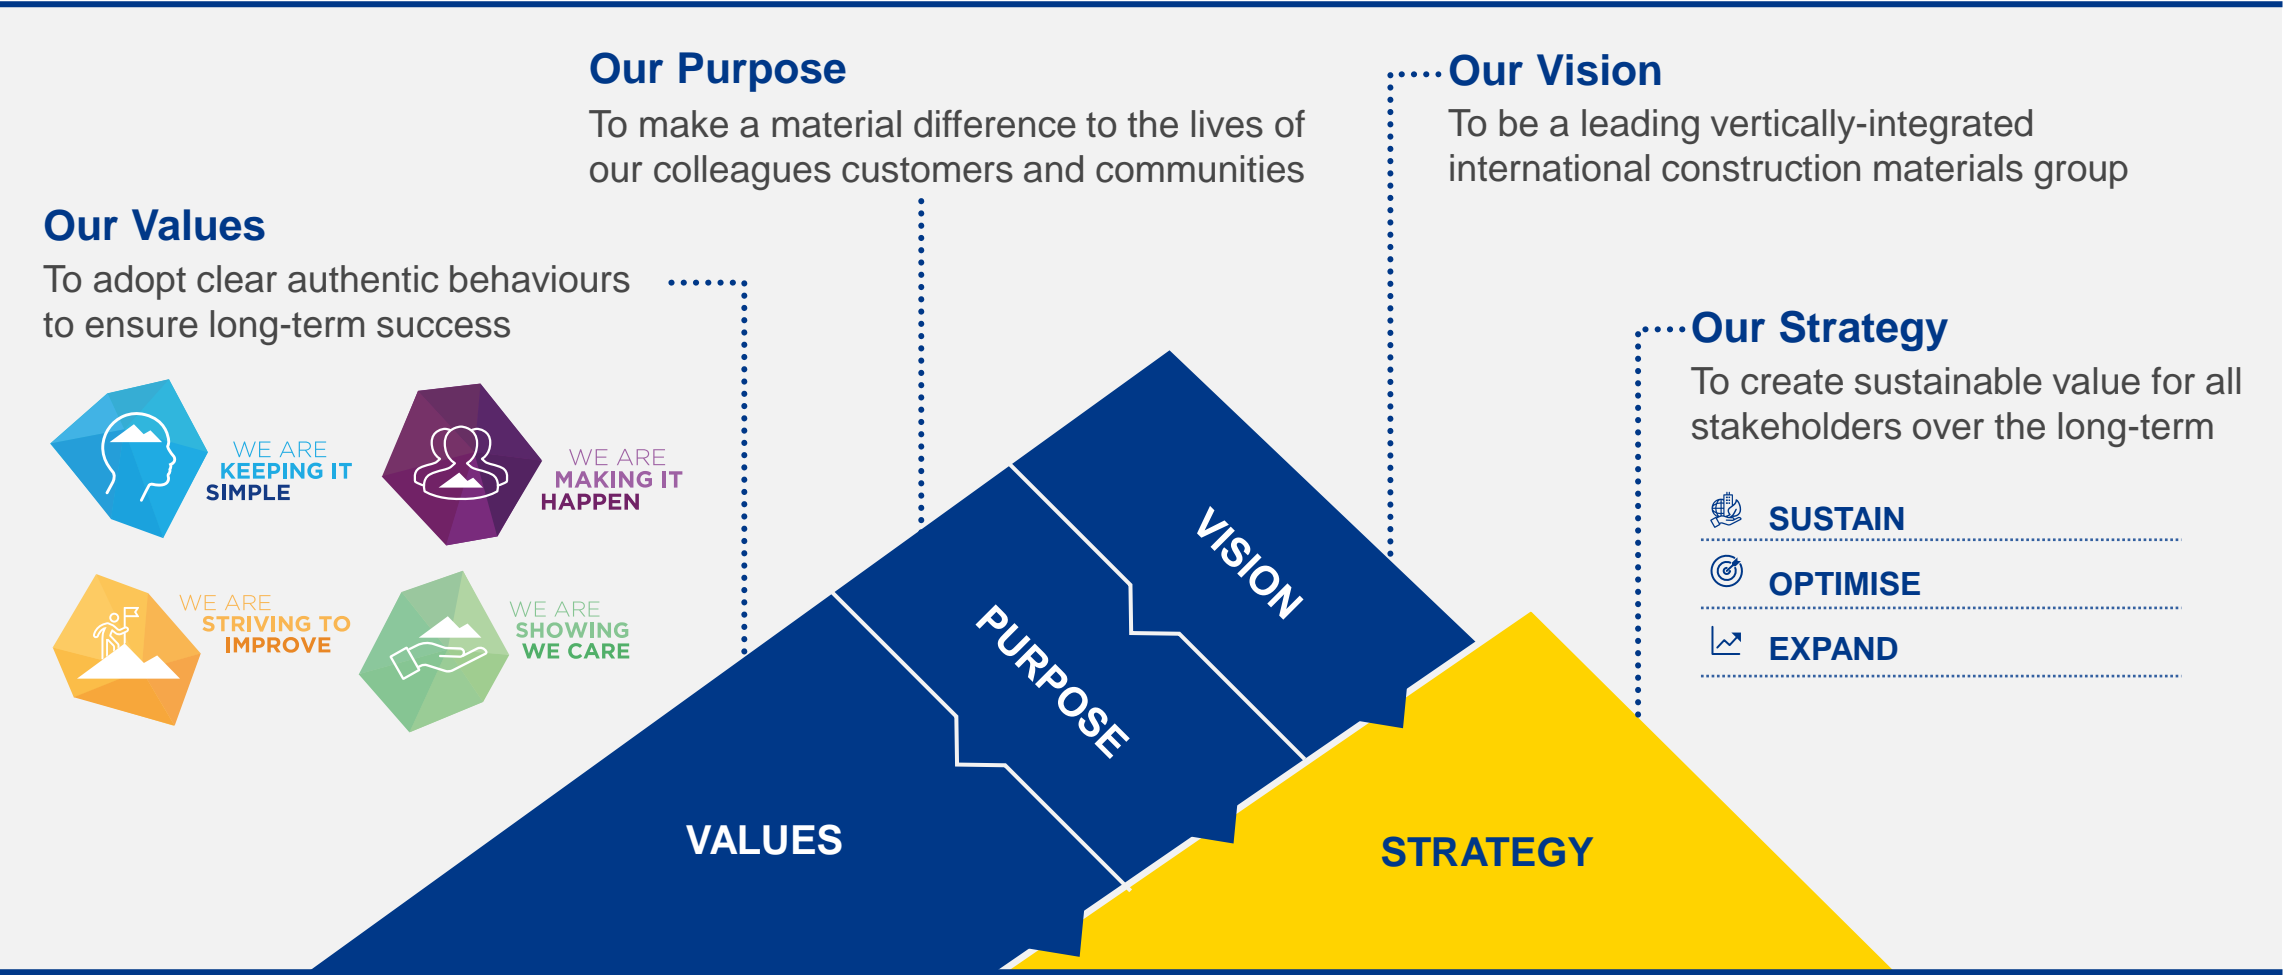 Our Purpose
To make a material difference to the lives of
our colleagues customers and communities
Our Vision
To be a leading vertically-integrated
international construction materials group
Our Values
To adopt clear authentic behaviours
to ensure long-term success
WE ARE
KEEPING IT
SIMPLE
WE ARE
MAKING IT
HAPPEN
WE ARE
STRIVING TO
IMPROVE
WE ARE
SHOWING
WE CARE
Our Strategy
To create sustainable value for all
stakeholders over the long-term
SUSTAIN
OPTIMISE
EXPAND
VISION
PURPOSE
VALUES
STRATEGY